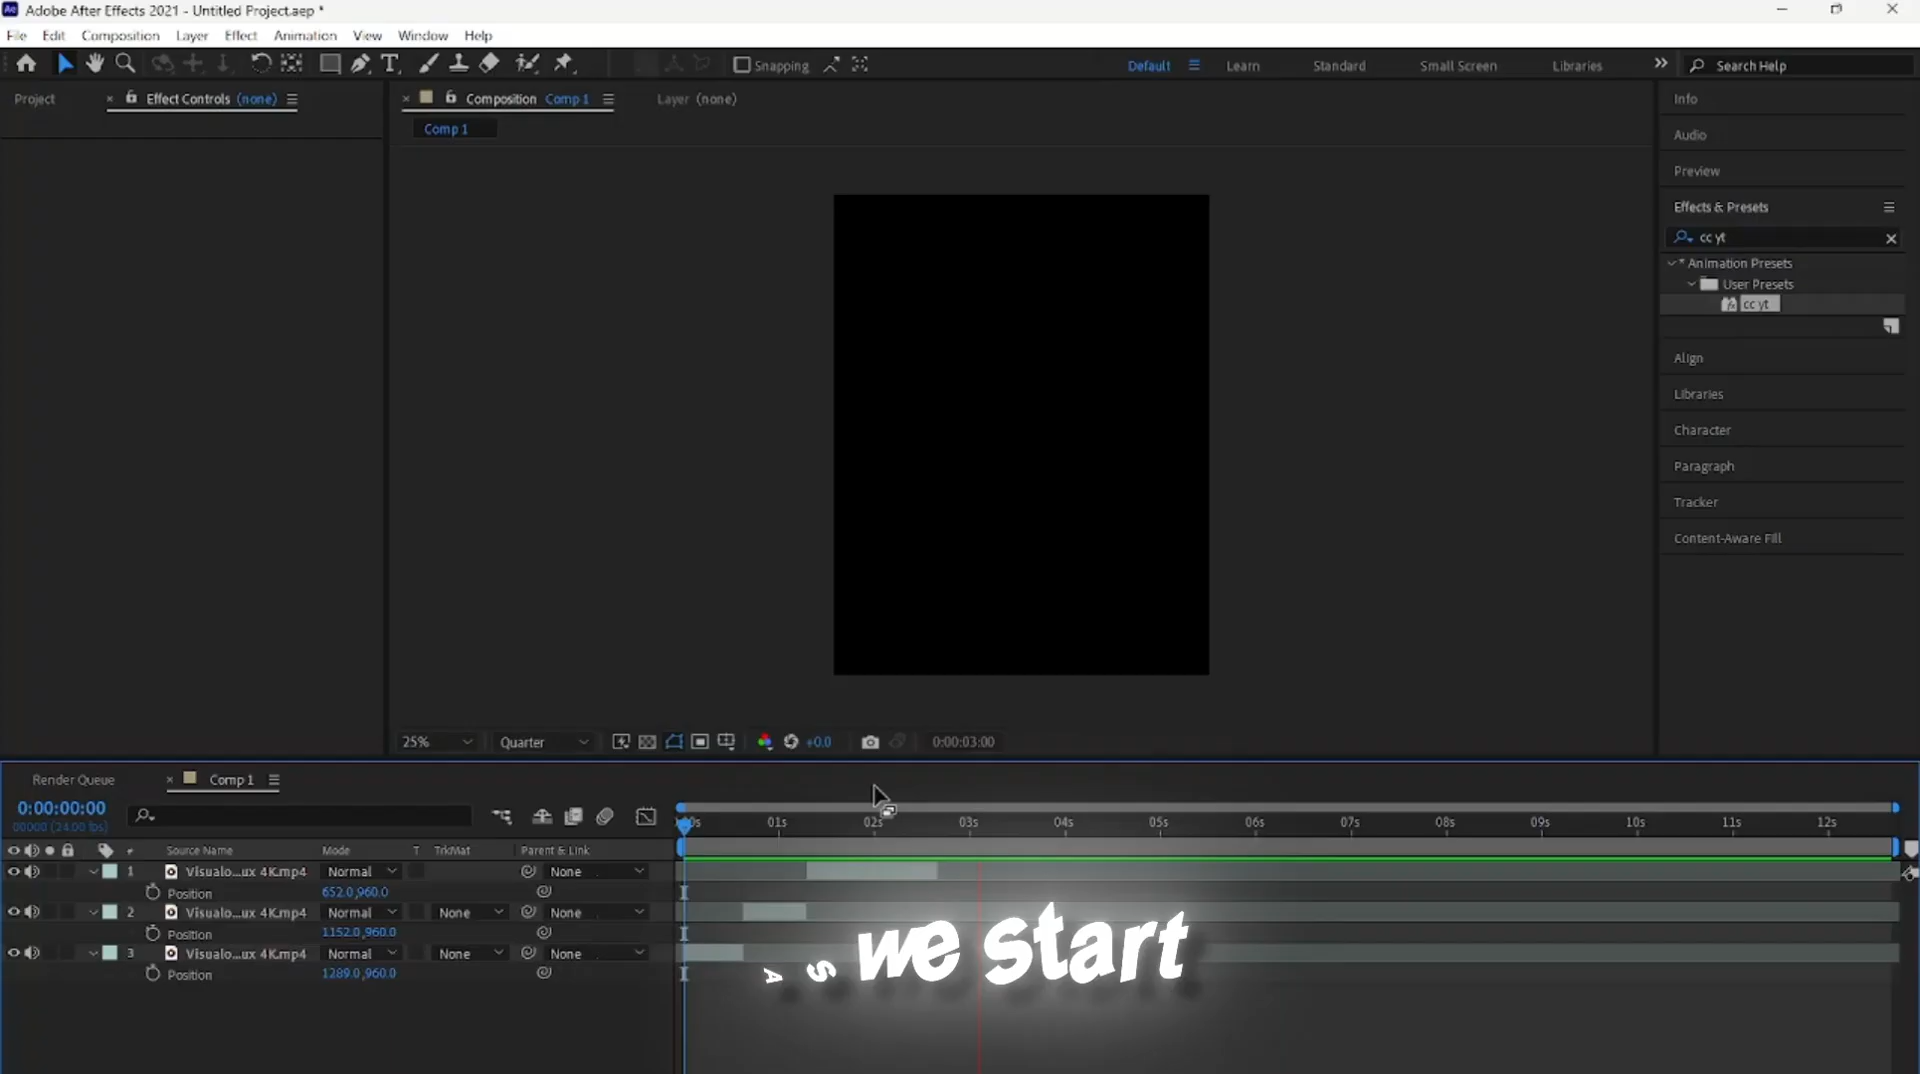 Adobe After Effects 2021 - Untitled Project.aep *
File Edit Composition Layer Effect Animation View Window Help
Snapping Default Learn Standard Small Screen Libraries Search Help
Project Effect Controls (none) Composition Comp 1 Layer (none)
Comp 1
Info
Audio
Preview
Effects & Presets
cc yt
* Animation Presets
User Presets
cc yt
Align
Libraries
Character
Paragraph
Tracker
Content-Aware Fill
25% Quarter +0.0 0:00:03:00
Render Queue Comp 1
0:00:00:00
00000 (24.00 fps)
01s 02s 03s 04s 05s 06s 07s 08s 09s 10s 11s 12s
# Source Name Mode T TrkMat Parent & Link
1 Visualo...ux 4K.mp4 Normal None
Position 652.0,960.0
2 Visualo...ux 4K.mp4 Normal None None
Position 1152.0,960.0
3 Visualo...ux 4K.mp4 Normal None None
Position 1289.0,960.0
A S we start